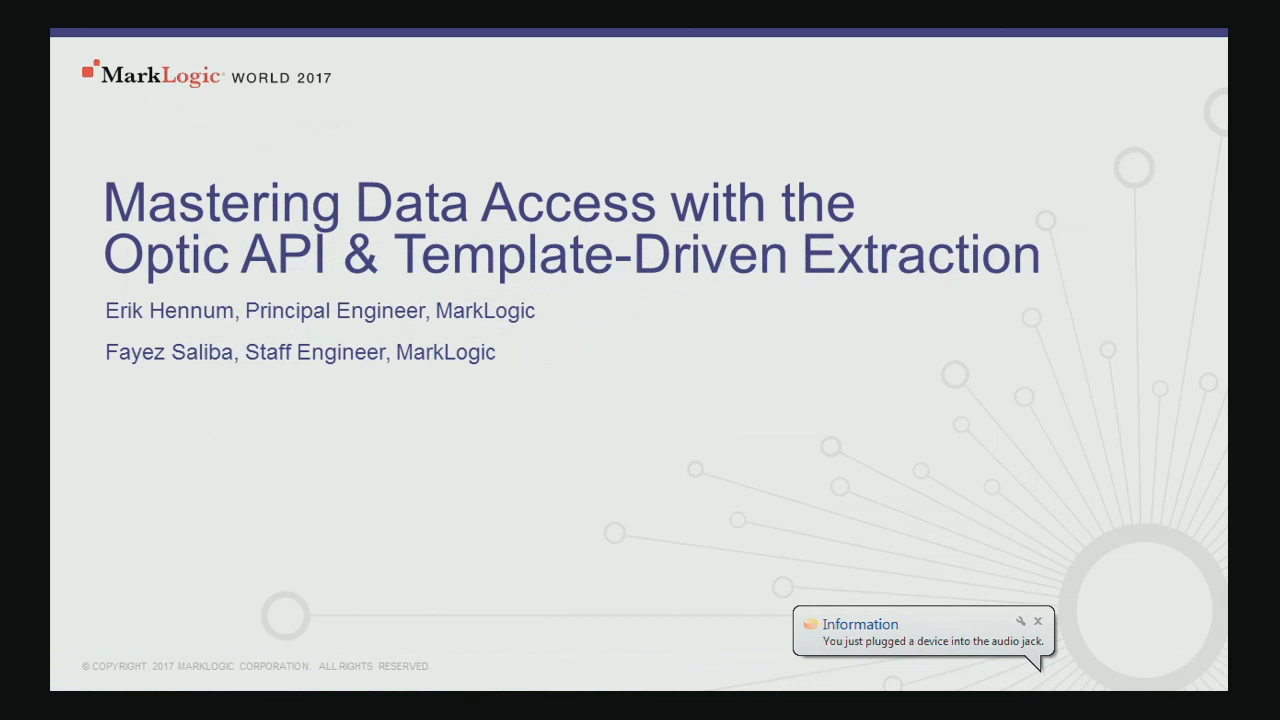 MarkLogic WORLD 2017
Mastering Data Access with the
Optic API & Template-Driven Extraction
Erik Hennum, Principal Engineer, MarkLogic
Fayez Saliba, Staff Engineer, MarkLogic
Information
You just plugged a device into the audio jack.
© COPYRIGHT 2017 MARKLOGIC CORPORATION. ALL RIGHTS RESERVED.